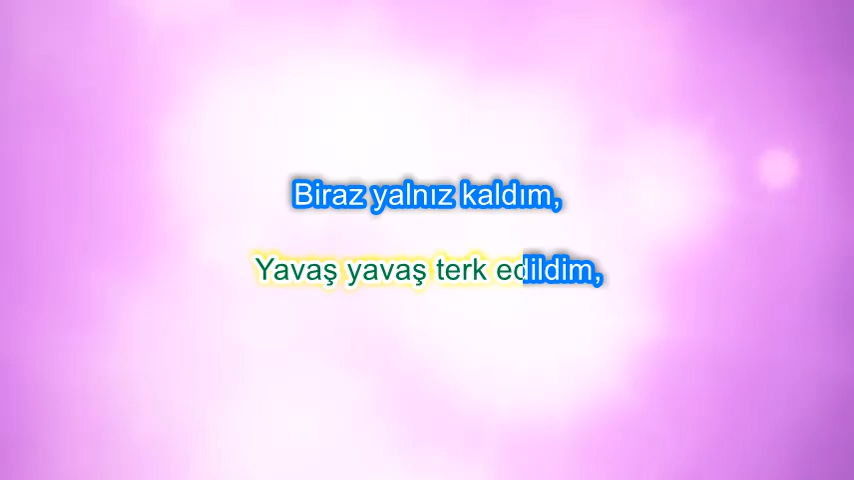 Biraz yalnız kaldım,
Yavaş yavaş terk edildim,